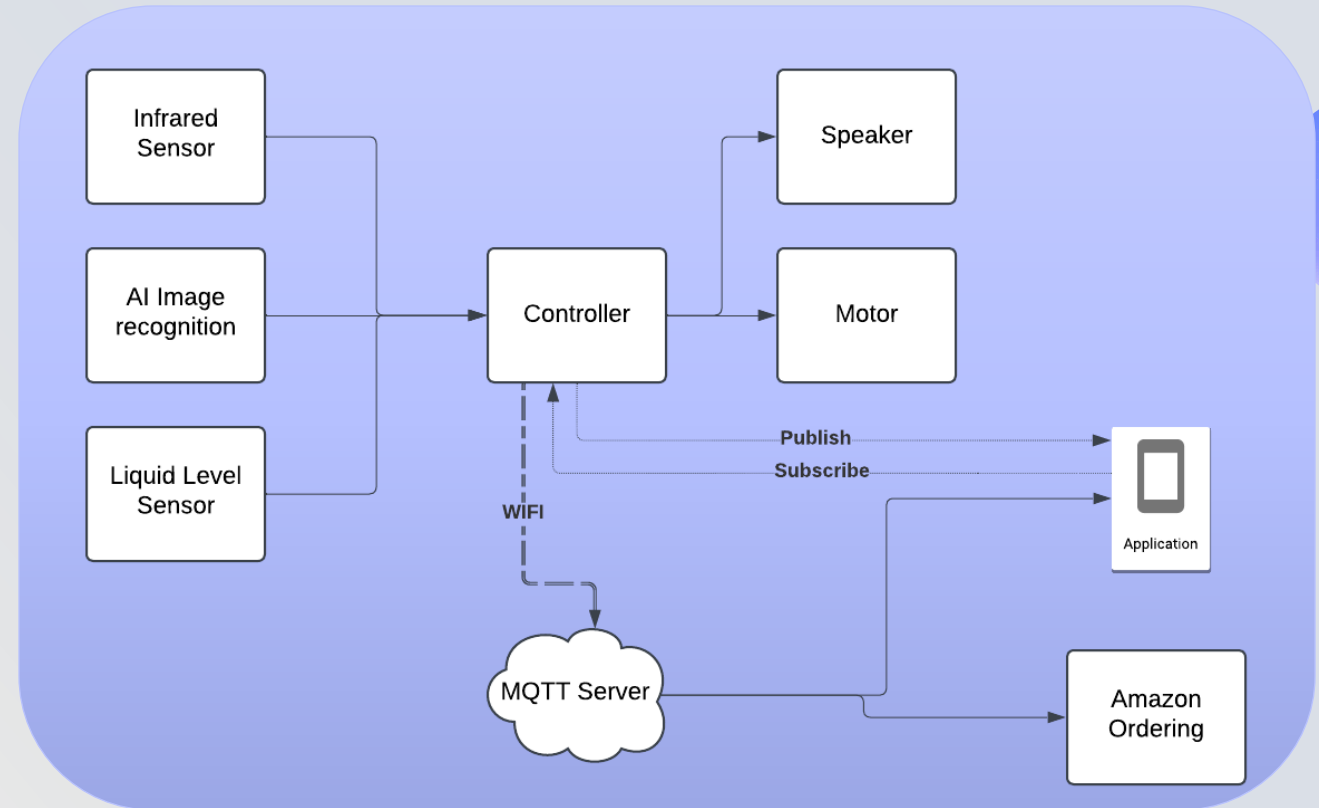 Infrared
Sensor
Speaker
AI Image
recognition
Controller
Motor
Publish
Subscribe
Liquid Level
Sensor
WIFI
Application
MQTT Server
Amazon
Ordering